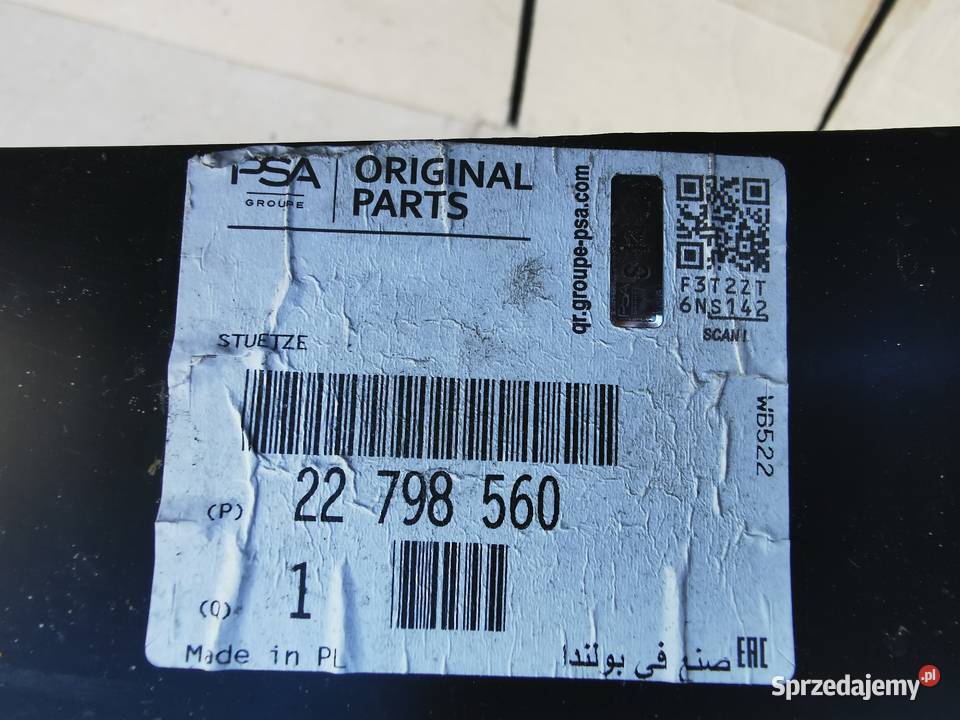 PSA
GROUPE
ORIGINAL
PARTS
qr.groupe-psa.com
F3T2ZT
6NS142
SCAN!
STUETZE
WB522
(P) 22 798 560
(Q) 1
Made in PL
صنع في بولندا
EAC
Sprzedajemy.pl